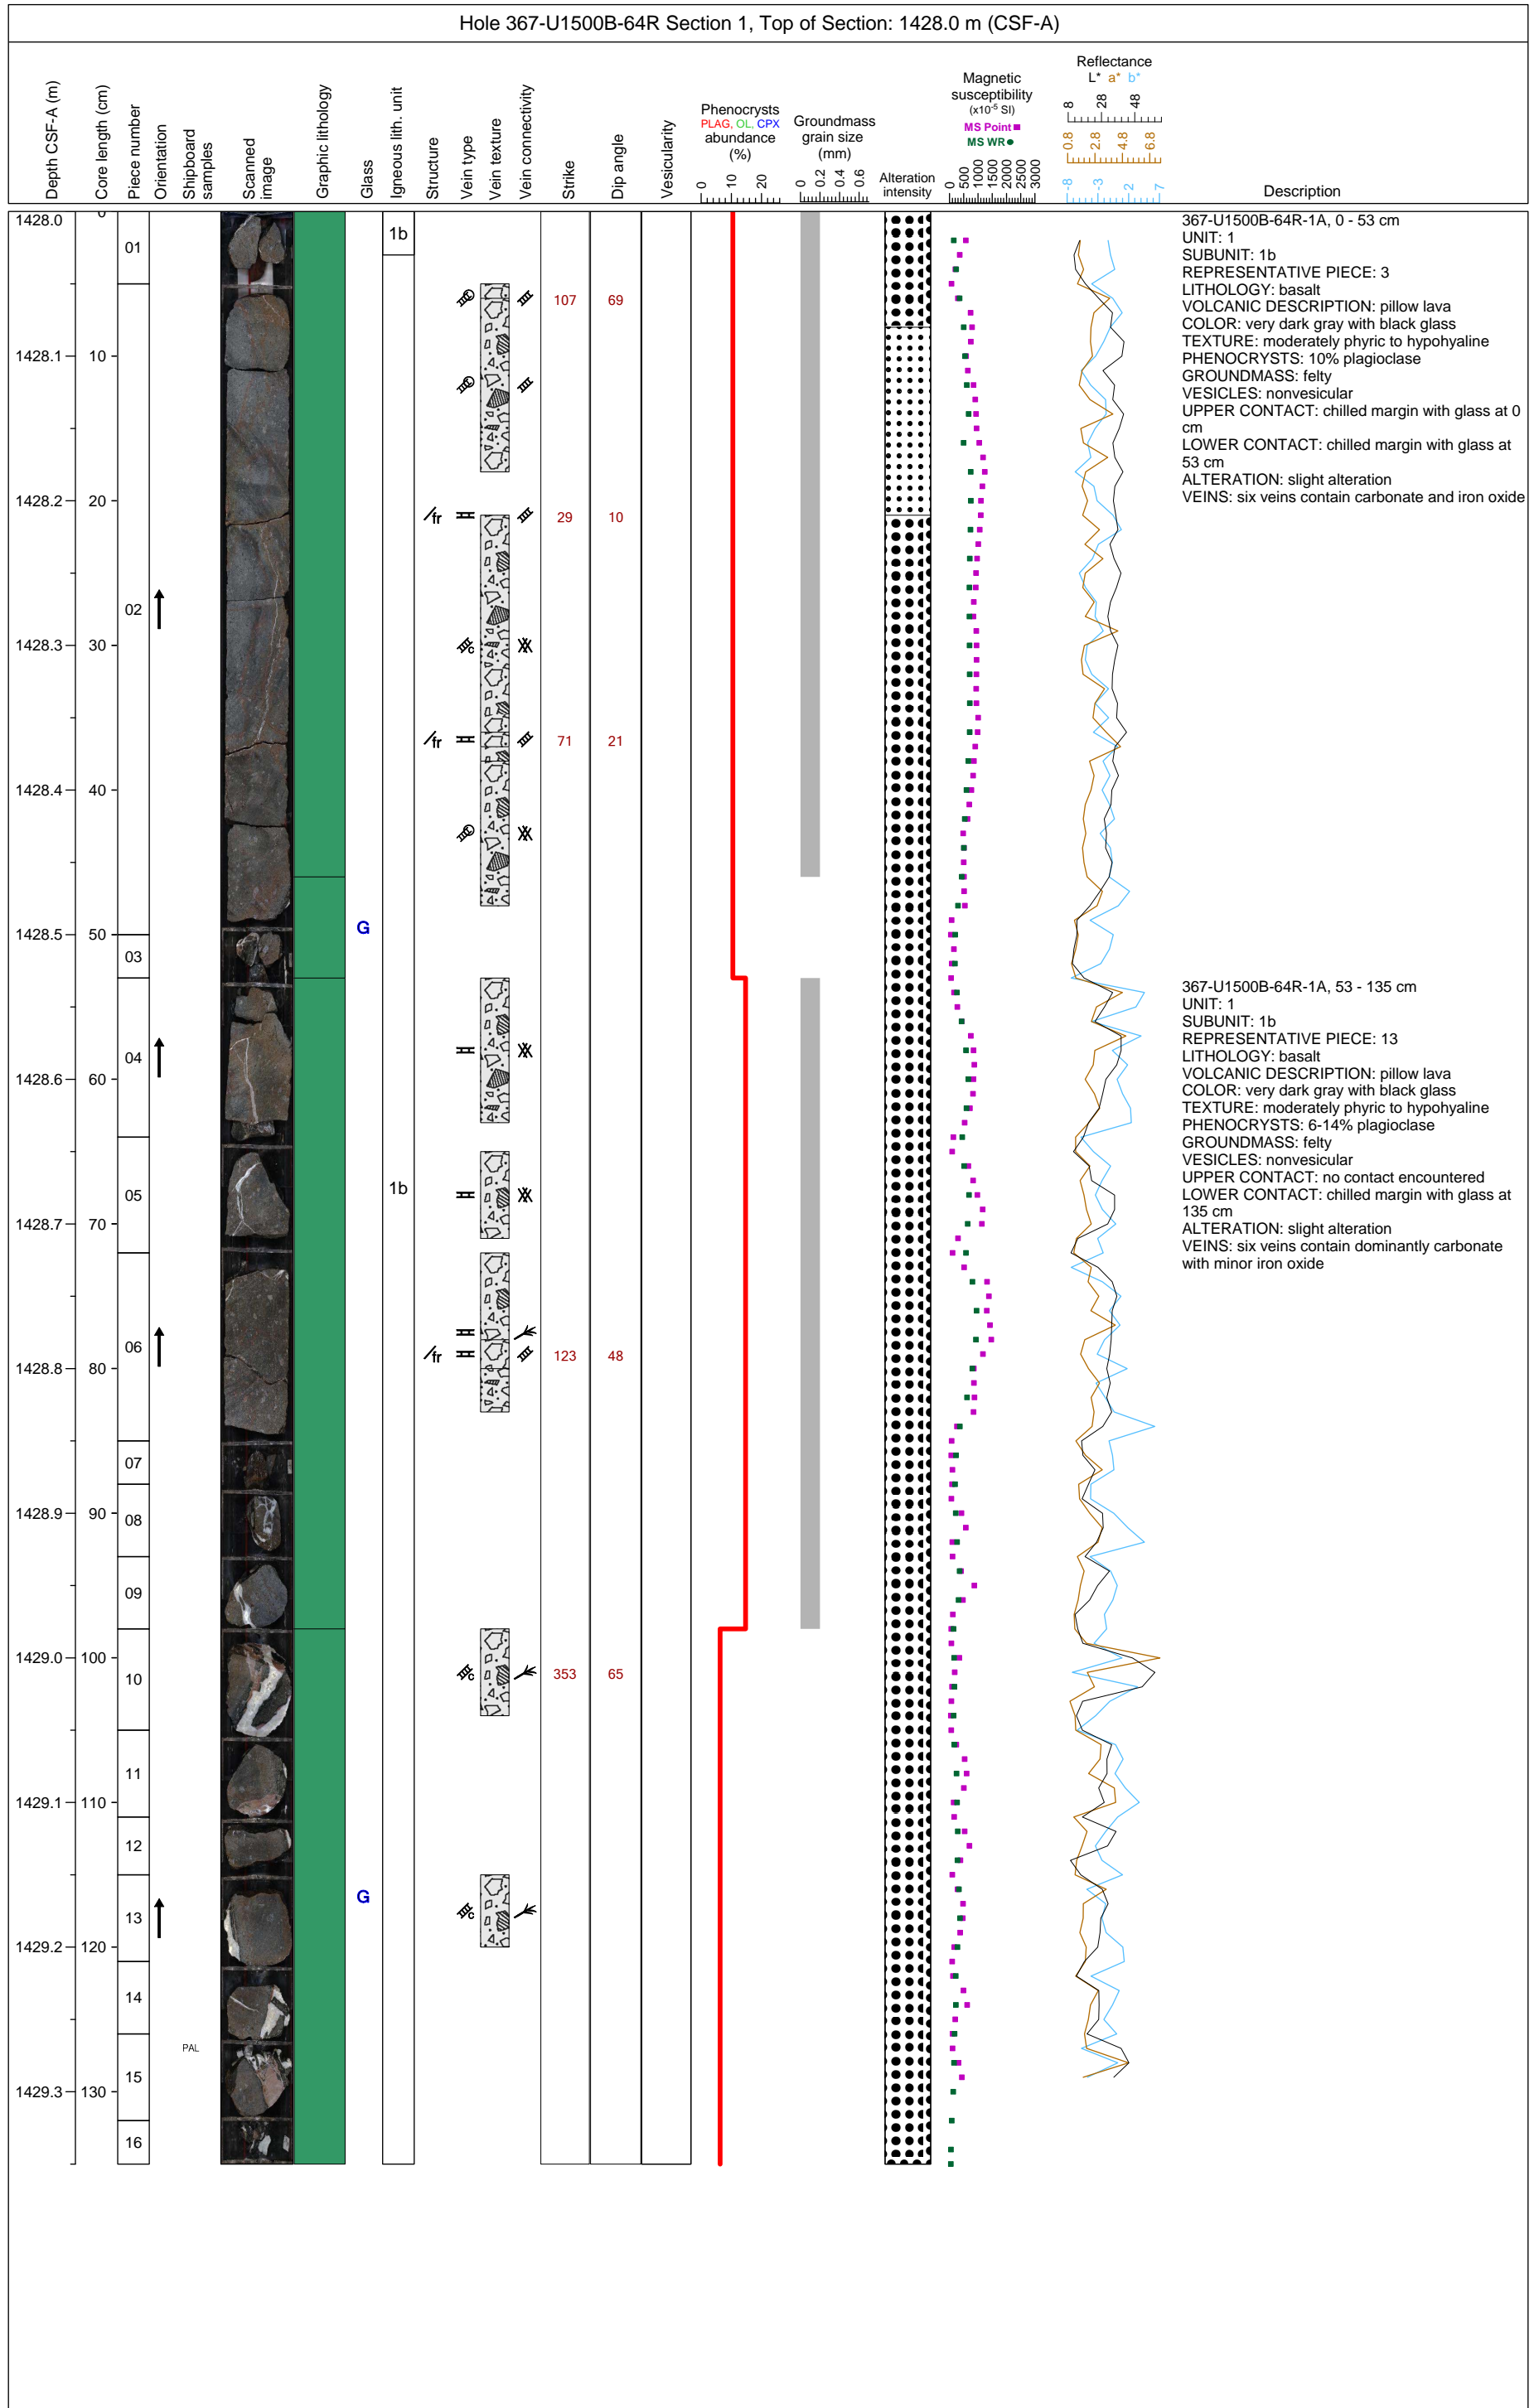 Hole 367-U1500B-64R Section 1, Top of Section: 1428.0 m (CSF-A)
Depth CSF-A (m)
Core length (cm)
Piece number
Orientation
Shipboard
samples
Scanned
image
Graphic lithology
Glass
Igneous lith. unit
Structure
Vein type
Vein texture
Vein connectivity
Strike
Dip angle
Vesicularity
Phenocrysts
PLAG, OL, CPX
abundance
(%)
0 10 20
Groundmass
grain size
(mm)
0 0.2 0.4 0.6
Alteration
intensity
Magnetic
susceptibility
(x10-5 SI)
MS Point
MS WR
0 500 1000 1500 2000 2500 3000
Reflectance
L* a* b*
8 28 48
0.8 2.8 4.8 6.8
-8 -3 2 7
Description
1428.0 0
1428.1 10
1428.2 20
1428.3 30
1428.4 40
1428.5 50
1428.6 60
1428.7 70
1428.8 80
1428.9 90
1429.0 100
1429.1 110
1429.2 120
1429.3 130
01
02
03
04
05
06
07
08
09
10
11
12
13
14
15
16
PAL
G
G
1b
1b
fr
fr
fr
107 69
29 10
71 21
123 48
353 65
367-U1500B-64R-1A, 0 - 53 cm
UNIT: 1
SUBUNIT: 1b
REPRESENTATIVE PIECE: 3
LITHOLOGY: basalt
VOLCANIC DESCRIPTION: pillow lava
COLOR: very dark gray with black glass
TEXTURE: moderately phyric to hypohyaline
PHENOCRYSTS: 10% plagioclase
GROUNDMASS: felty
VESICLES: nonvesicular
UPPER CONTACT: chilled margin with glass at 0
cm
LOWER CONTACT: chilled margin with glass at
53 cm
ALTERATION: slight alteration
VEINS: six veins contain carbonate and iron oxide
367-U1500B-64R-1A, 53 - 135 cm
UNIT: 1
SUBUNIT: 1b
REPRESENTATIVE PIECE: 13
LITHOLOGY: basalt
VOLCANIC DESCRIPTION: pillow lava
COLOR: very dark gray with black glass
TEXTURE: moderately phyric to hypohyaline
PHENOCRYSTS: 6-14% plagioclase
GROUNDMASS: felty
VESICLES: nonvesicular
UPPER CONTACT: no contact encountered
LOWER CONTACT: chilled margin with glass at
135 cm
ALTERATION: slight alteration
VEINS: six veins contain dominantly carbonate
with minor iron oxide